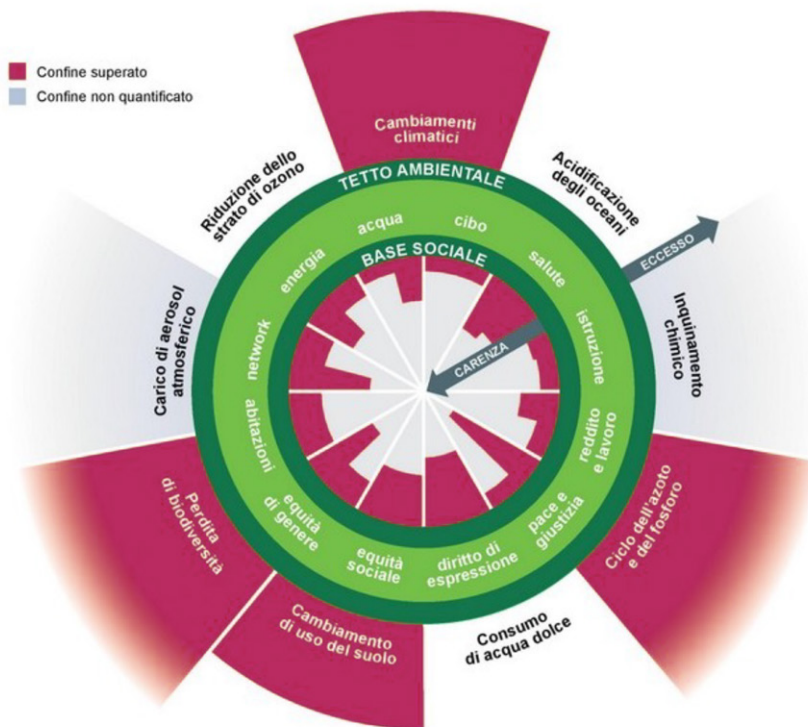 Confine superato
Confine non quantificato
Cambiamenti
climatici
Acidificazione
degli oceani
Inquinamento
chimico
Ciclo dell'azoto
e del fosforo
Consumo
di acqua dolce
Cambiamento
di uso del suolo
Perdita
di biodiversità
Carico di aerosol
atmosferico
Riduzione dello
strato di ozono
TETTO AMBIENTALE
acqua
cibo
salute
istruzione
reddito
e lavoro
pace e
giustizia
diritto di
espressione
equità
sociale
equità
di genere
abitazioni
network
energia
BASE SOCIALE
ECCESSO
CARENZA